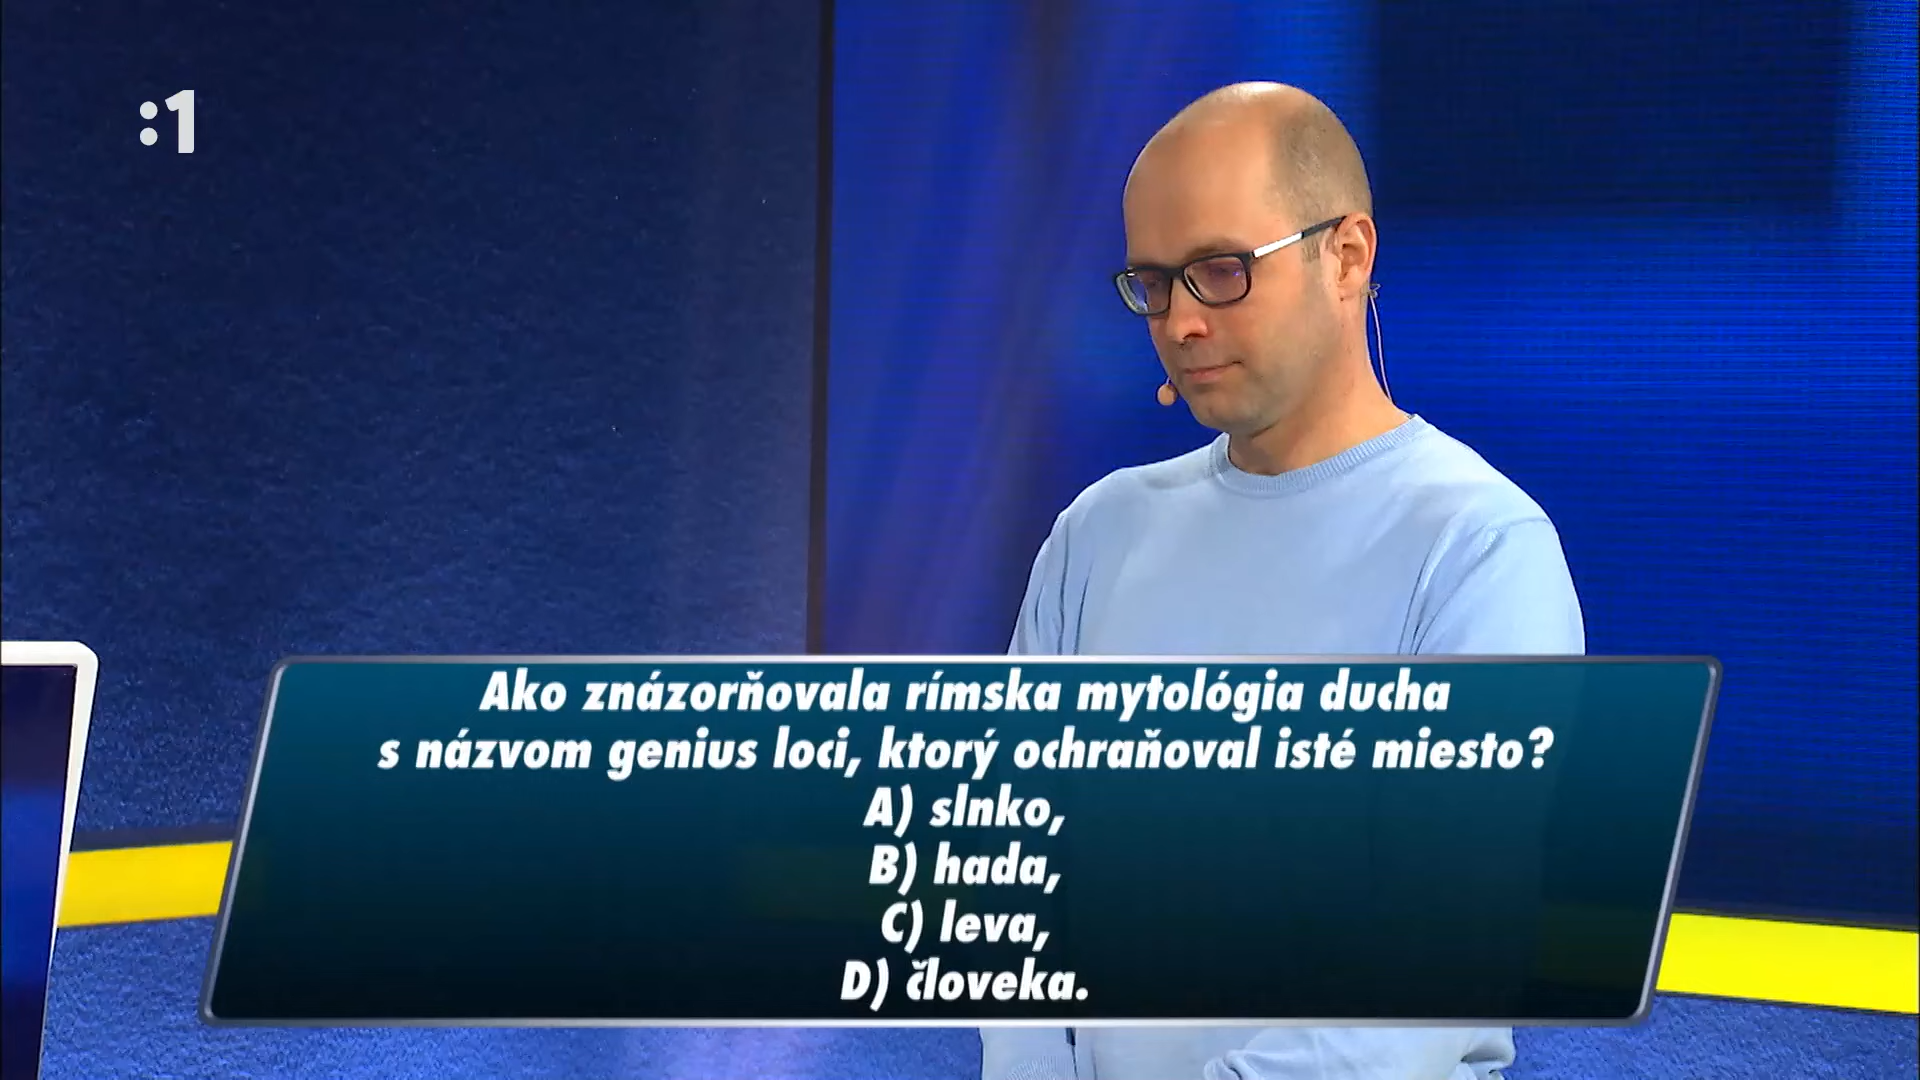 :1
Ako znázorňovala rímska mytológia ducha
s názvom genius loci, ktorý ochraňoval isté miesto?
A) slnko,
B) hada,
C) leva,
D) človeka.